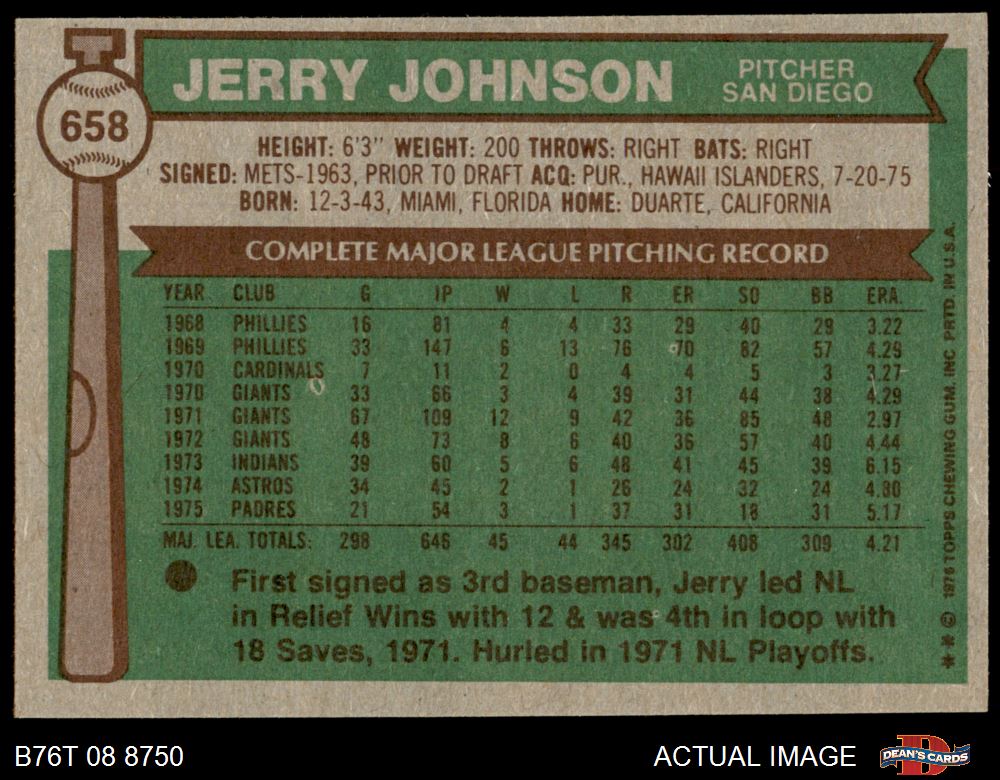 JERRY JOHNSON
PITCHER
SAN DIEGO
658
HEIGHT: 6'3" WEIGHT: 200 THROWS: RIGHT BATS: RIGHT
SIGNED: METS-1963, PRIOR TO DRAFT ACQ: PUR., HAWAII ISLANDERS, 7-20-75
BORN: 12-3-43, MIAMI, FLORIDA HOME: DUARTE, CALIFORNIA
COMPLETE MAJOR LEAGUE PITCHING RECORD
YEAR CLUB G IP W L R ER SO BB ERA.
1968 PHILLIES 16 81 4 4 33 29 40 29 3.22
1969 PHILLIES 33 147 6 13 76 70 82 57 4.29
1970 CARDINALS 7 11 2 0 4 4 5 3 3.27
1970 GIANTS 33 66 3 4 39 31 44 38 4.29
1971 GIANTS 67 109 12 9 42 36 85 48 2.97
1972 GIANTS 48 73 8 6 40 36 57 40 4.44
1973 INDIANS 39 60 5 6 48 41 45 39 6.15
1974 ASTROS 34 45 2 1 26 24 32 24 4.80
1975 PADRES 21 54 3 1 37 31 18 31 5.17
MAJ. LEA. TOTALS: 298 646 45 44 345 302 408 309 4.21
First signed as 3rd baseman, Jerry led NL
in Relief Wins with 12 & was 4th in loop with
18 Saves, 1971. Hurled in 1971 NL Playoffs.
** © 1976 TOPPS CHEWING GUM, INC PRTD. IN U.S.A.
B76T 08 8750
ACTUAL IMAGE
D
DEAN'S CARDS